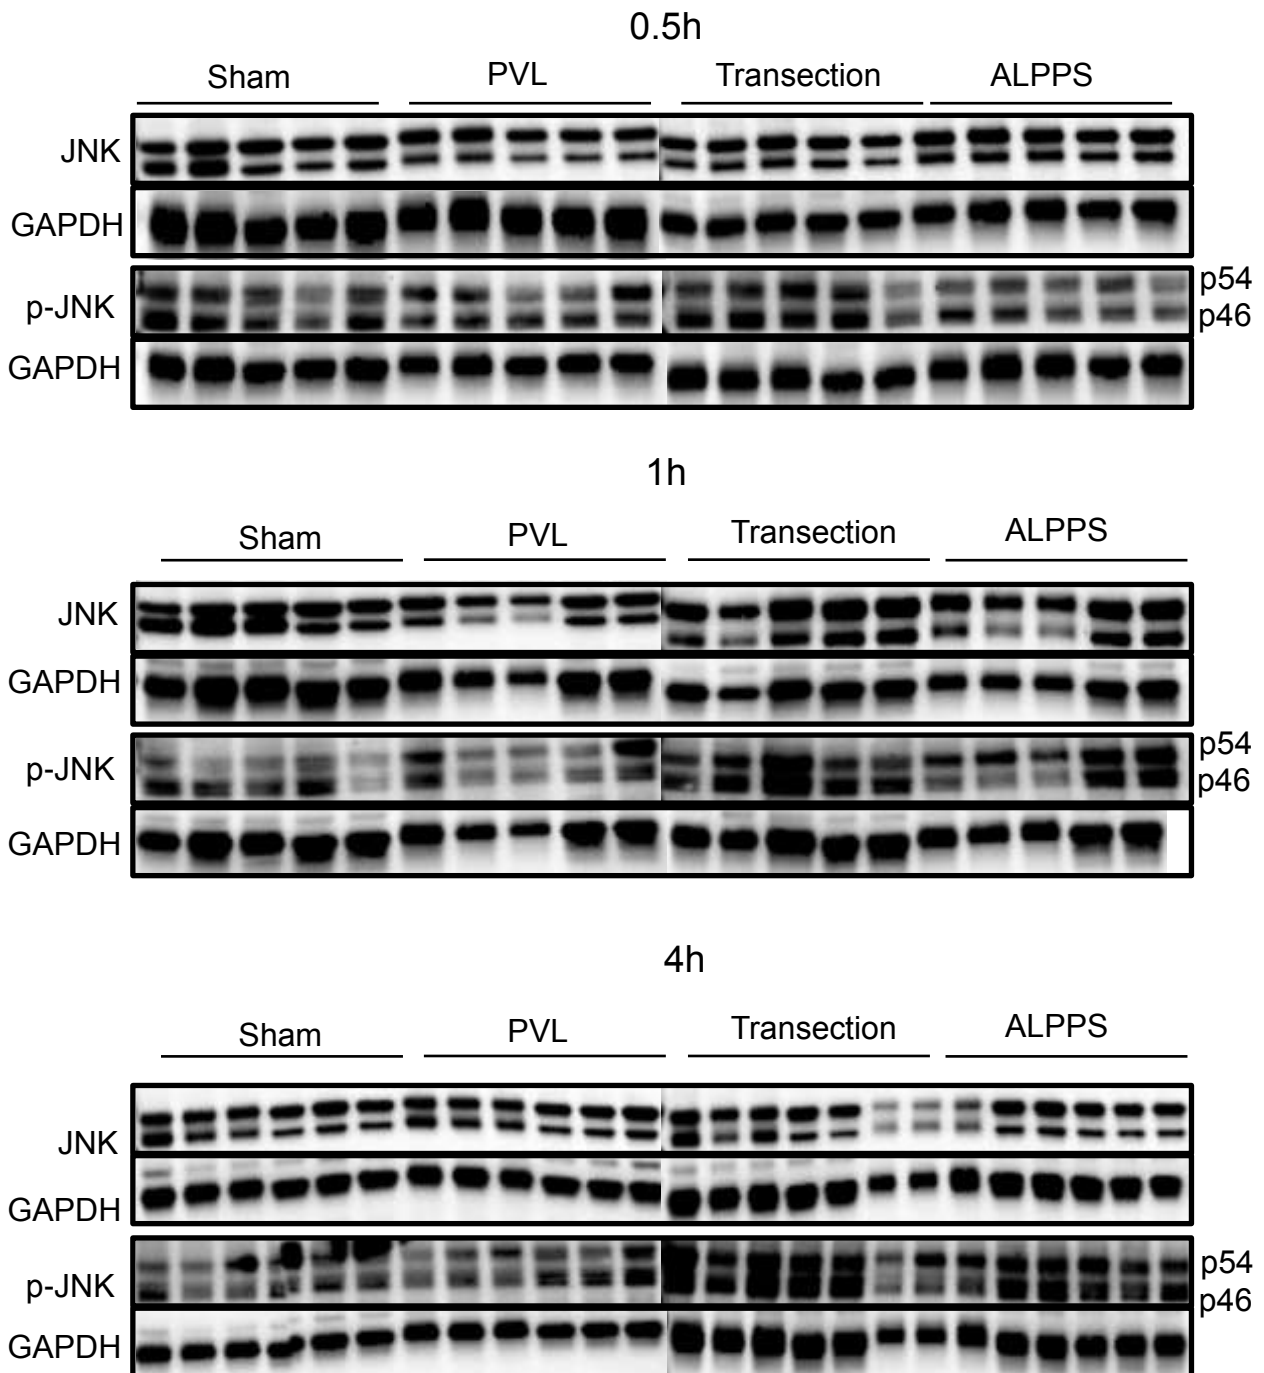 0.5h
Sham PVL Transection ALPPS
JNK
GAPDH
p-JNK p54
p46
GAPDH
1h
Sham PVL Transection ALPPS
JNK
GAPDH
p-JNK p54
p46
GAPDH
4h
Sham PVL Transection ALPPS
JNK
GAPDH
p-JNK p54
p46
GAPDH